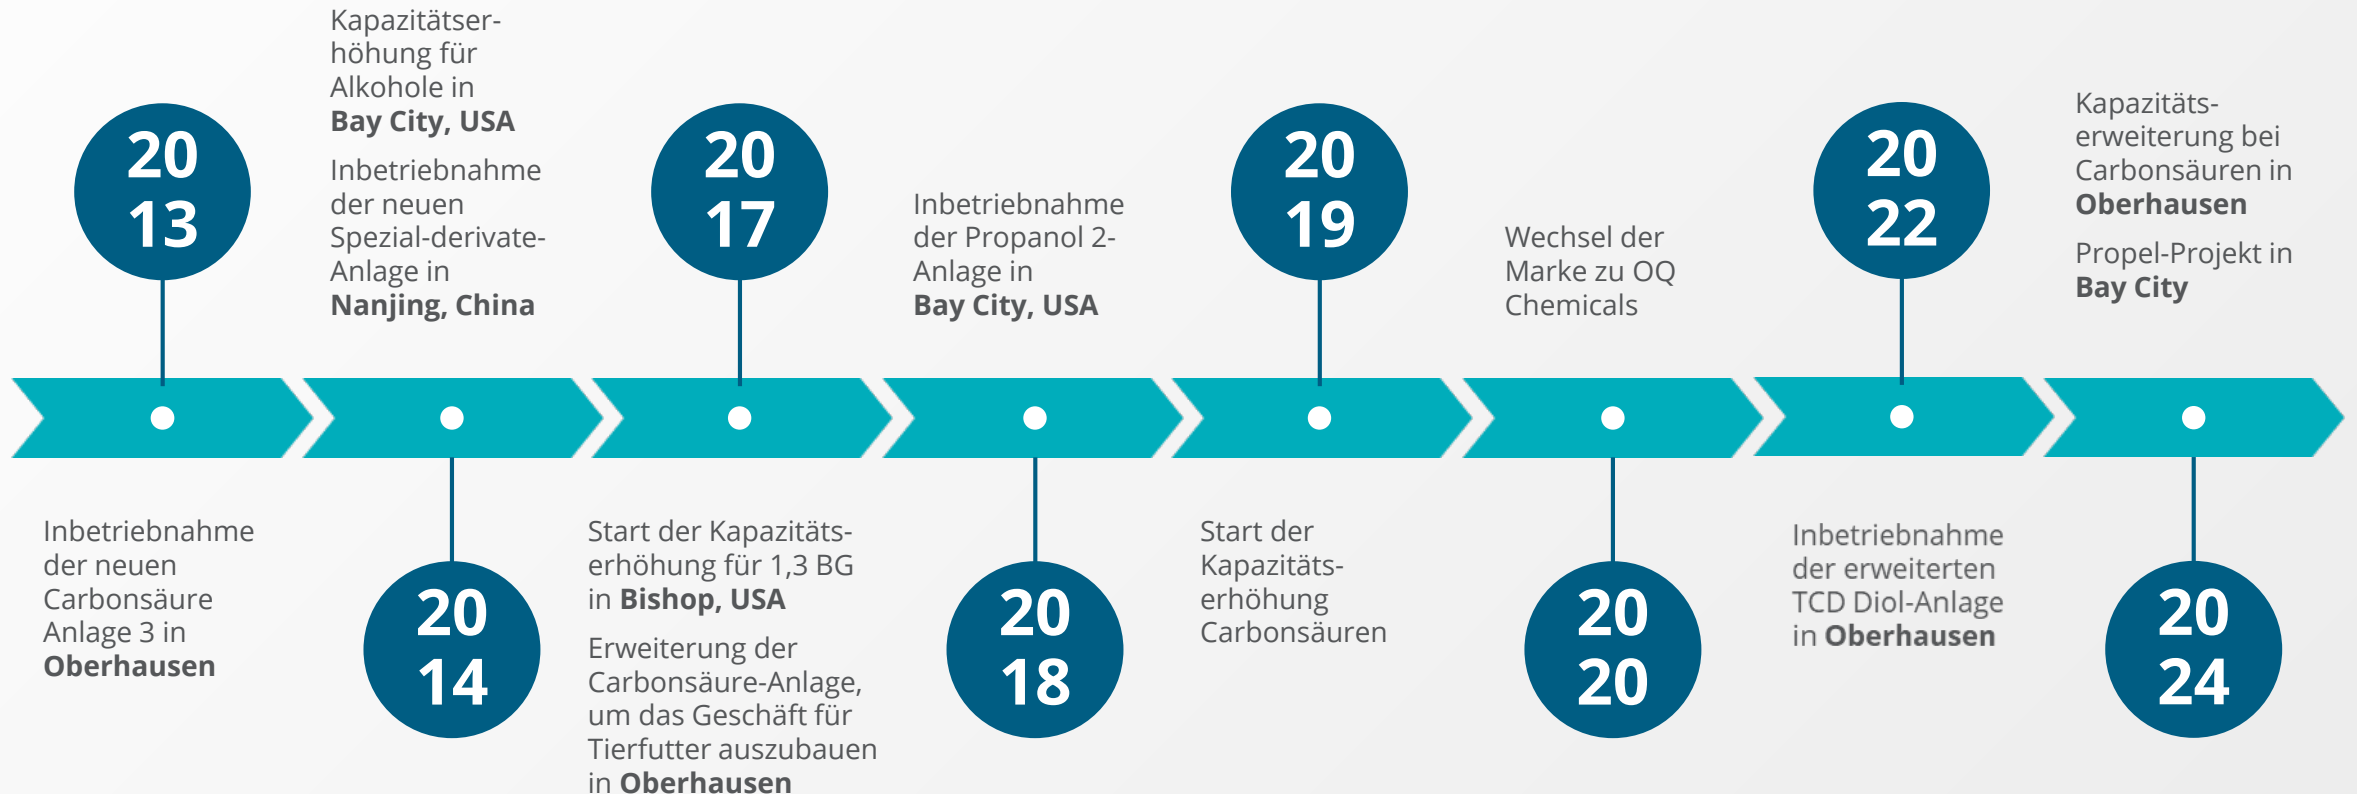 20
13
Inbetriebnahme
der neuen
Carbonsäure
Anlage 3 in
Oberhausen
Kapazitätser-
höhung für
Alkohole in
Bay City, USA
Inbetriebnahme
der neuen
Spezial-derivate-
Anlage in
Nanjing, China
20
14
20
17
Start der Kapazitäts-
erhöhung für 1,3 BG
in Bishop, USA
Erweiterung der
Carbonsäure-Anlage,
um das Geschäft für
Tierfutter auszubauen
in Oberhausen
Inbetriebnahme
der Propanol 2-
Anlage in
Bay City, USA
20
18
20
19
Start der
Kapazitäts-
erhöhung
Carbonsäuren
Wechsel der
Marke zu OQ
Chemicals
20
20
20
22
Inbetriebnahme
der erweiterten
TCD Diol-Anlage
in Oberhausen
Kapazitäts-
erweiterung bei
Carbonsäuren in
Oberhausen
Propel-Projekt in
Bay City
20
24